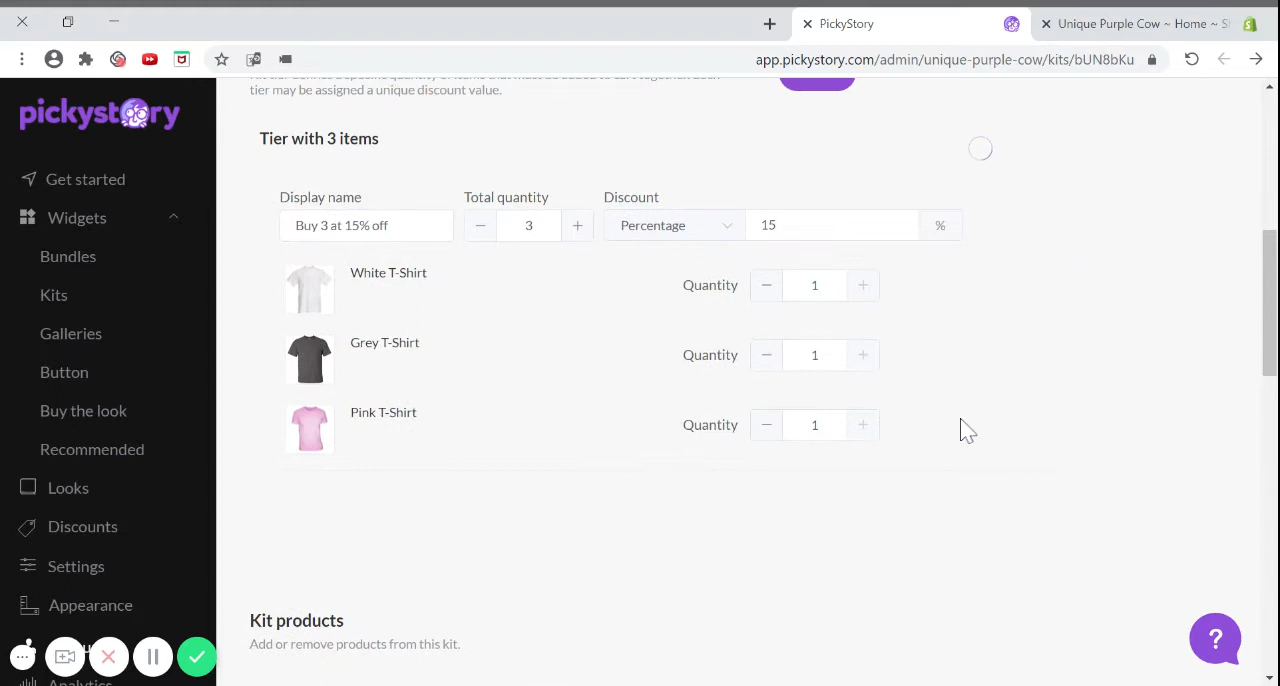 PickyStory
Unique Purple Cow ~ Home ~ S
app.pickystory.com/admin/unique-purple-cow/kits/bUN8bKu
pickystory
Get started
Widgets
Bundles
Kits
Galleries
Button
Buy the look
Recommended
Looks
Discounts
Settings
Appearance
Analytics
tier may be assigned a unique discount value.
Tier with 3 items
Display name Total quantity Discount
Buy 3 at 15% off − 3 + Percentage 15 %
White T-Shirt Quantity − 1 +
Grey T-Shirt Quantity − 1 +
Pink T-Shirt Quantity − 1 +
Kit products
Add or remove products from this kit.
?